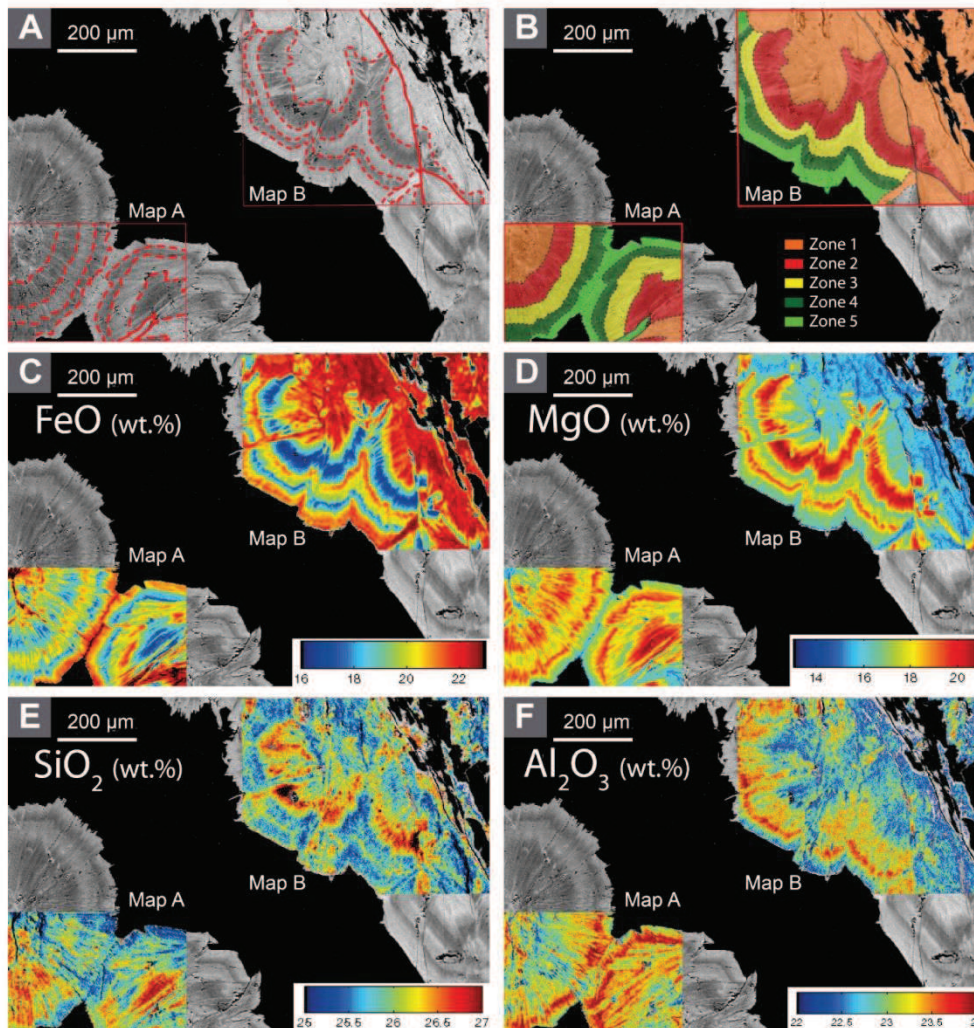 A
200 µm
Map B
Map A
B
200 µm
Map B
Map A
Zone 1
Zone 2
Zone 3
Zone 4
Zone 5
C
200 µm
FeO (wt.%)
Map B
Map A
16 18 20 22
D
200 µm
MgO (wt.%)
Map B
Map A
14 16 18 20
E
200 µm
SiO₂ (wt.%)
Map B
Map A
25 25.5 26 26.5 27
F
200 µm
Al₂O₃ (wt.%)
Map B
Map A
22 22.5 23 23.5